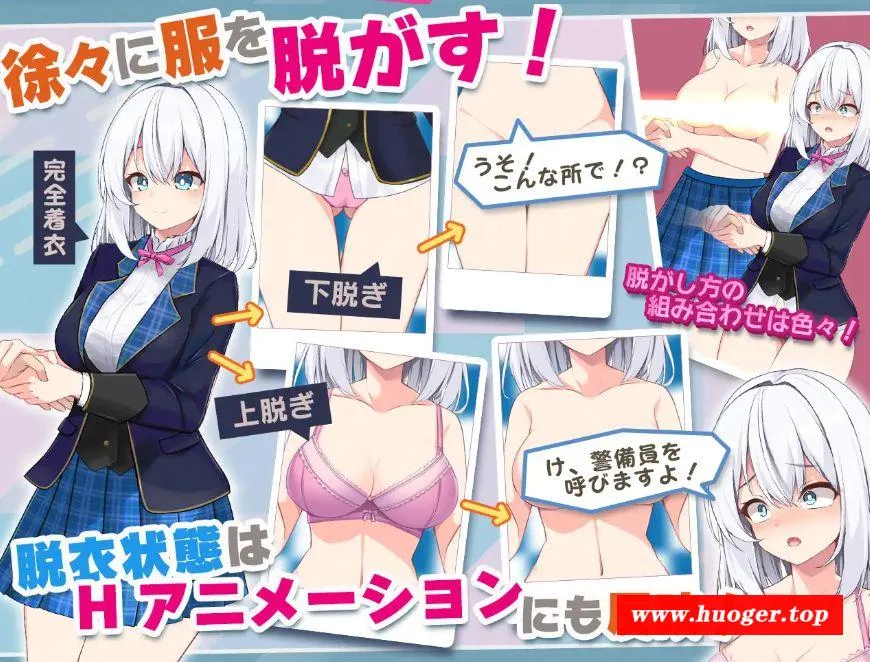 徐々に服を脱がす！
完全着衣
下脱ぎ
うそ！
こんな所で！？
脱がし方の
組み合わせは色々！
上脱ぎ
け、警備員を
呼びますよ！
脱衣状態は
Hアニメーションにも
www.huoger.top